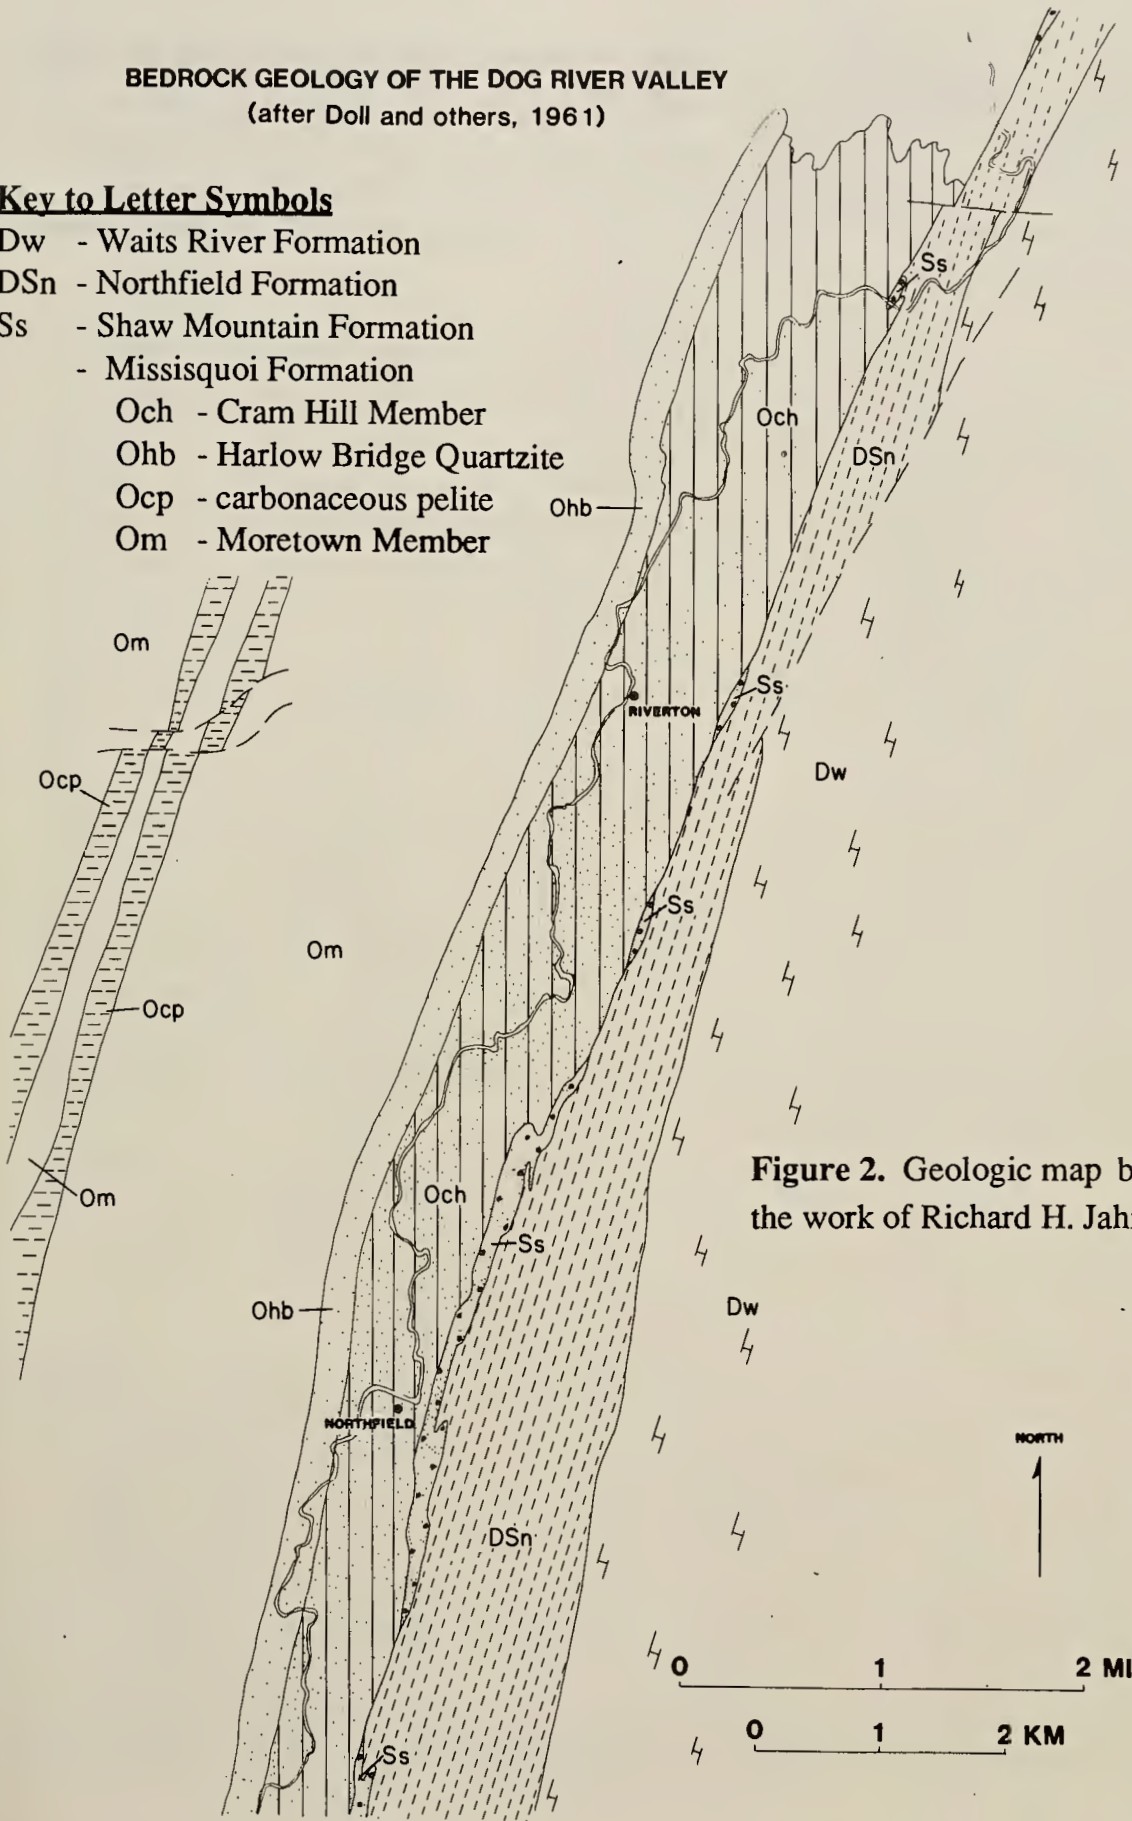 BEDROCK GEOLOGY OF THE DOG RIVER VALLEY
(after Doll and others, 1961)
Key to Letter Symbols
Dw - Waits River Formation
DSn - Northfield Formation
Ss - Shaw Mountain Formation
- Missisquoi Formation
Och - Cram Hill Member
Ohb - Harlow Bridge Quartzite
Ocp - carbonaceous pelite
Om - Moretown Member
Ss
Och
DSn
Ohb
Om
Ss
RIVERTON
Dw
Ocp
Ss
Om
Ocp
Figure 2. Geologic map b
the work of Richard H. Jah
Om
Och
Ss
Ohb
Dw
NORTHFIELD
NORTH
DSn
0 1 2 MI
0 1 2 KM
Ss